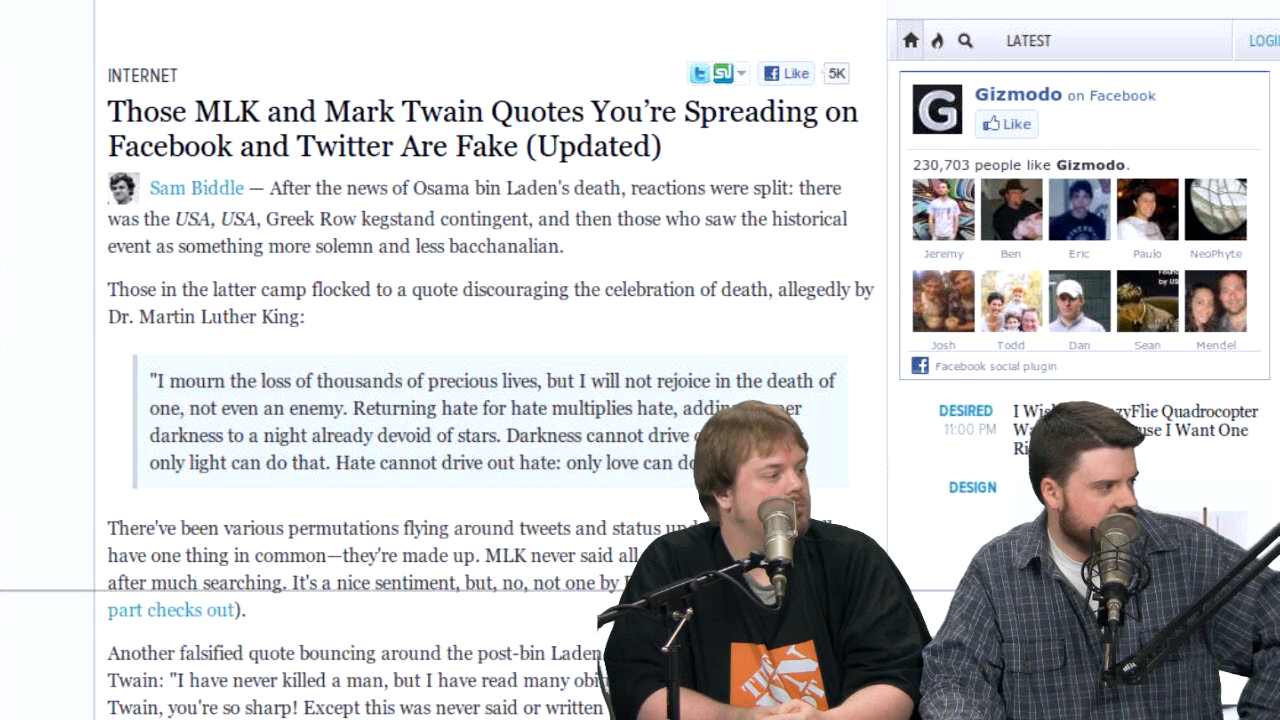 INTERNET
Like
5K
Those MLK and Mark Twain Quotes You're Spreading on
Facebook and Twitter Are Fake (Updated)
Sam Biddle — After the news of Osama bin Laden's death, reactions were split: there
was the USA, USA, Greek Row kegstand contingent, and then those who saw the historical
event as something more solemn and less bacchanalian.
Those in the latter camp flocked to a quote discouraging the celebration of death, allegedly by
Dr. Martin Luther King:
"I mourn the loss of thousands of precious lives, but I will not rejoice in the death of
one, not even an enemy. Returning hate for hate multiplies hate,
darkness to a night already devoid of stars. Darkness cannot drive
only light can do that. Hate cannot drive out hate: only love can
There've been various permutations flying around tweets and status
have one thing in common—they're made up. MLK never said
after much searching. It's a nice sentiment, but, no, not one by
part checks out).
Another falsified quote bouncing around the post-bin Laden
Twain: "I have never killed a man, but I have read many
Twain, you're so sharp! Except this was never said or written
LATEST
G
Gizmodo on Facebook
Like
230,703 people like Gizmodo.
Jeremy Ben Eric Paulo NeoPhyte
by US
Josh Todd Dan Sean Mendel
Facebook social plugin
DESIRED
11:00 PM
I Quadrocopter
I Want One
DESIGN
THE